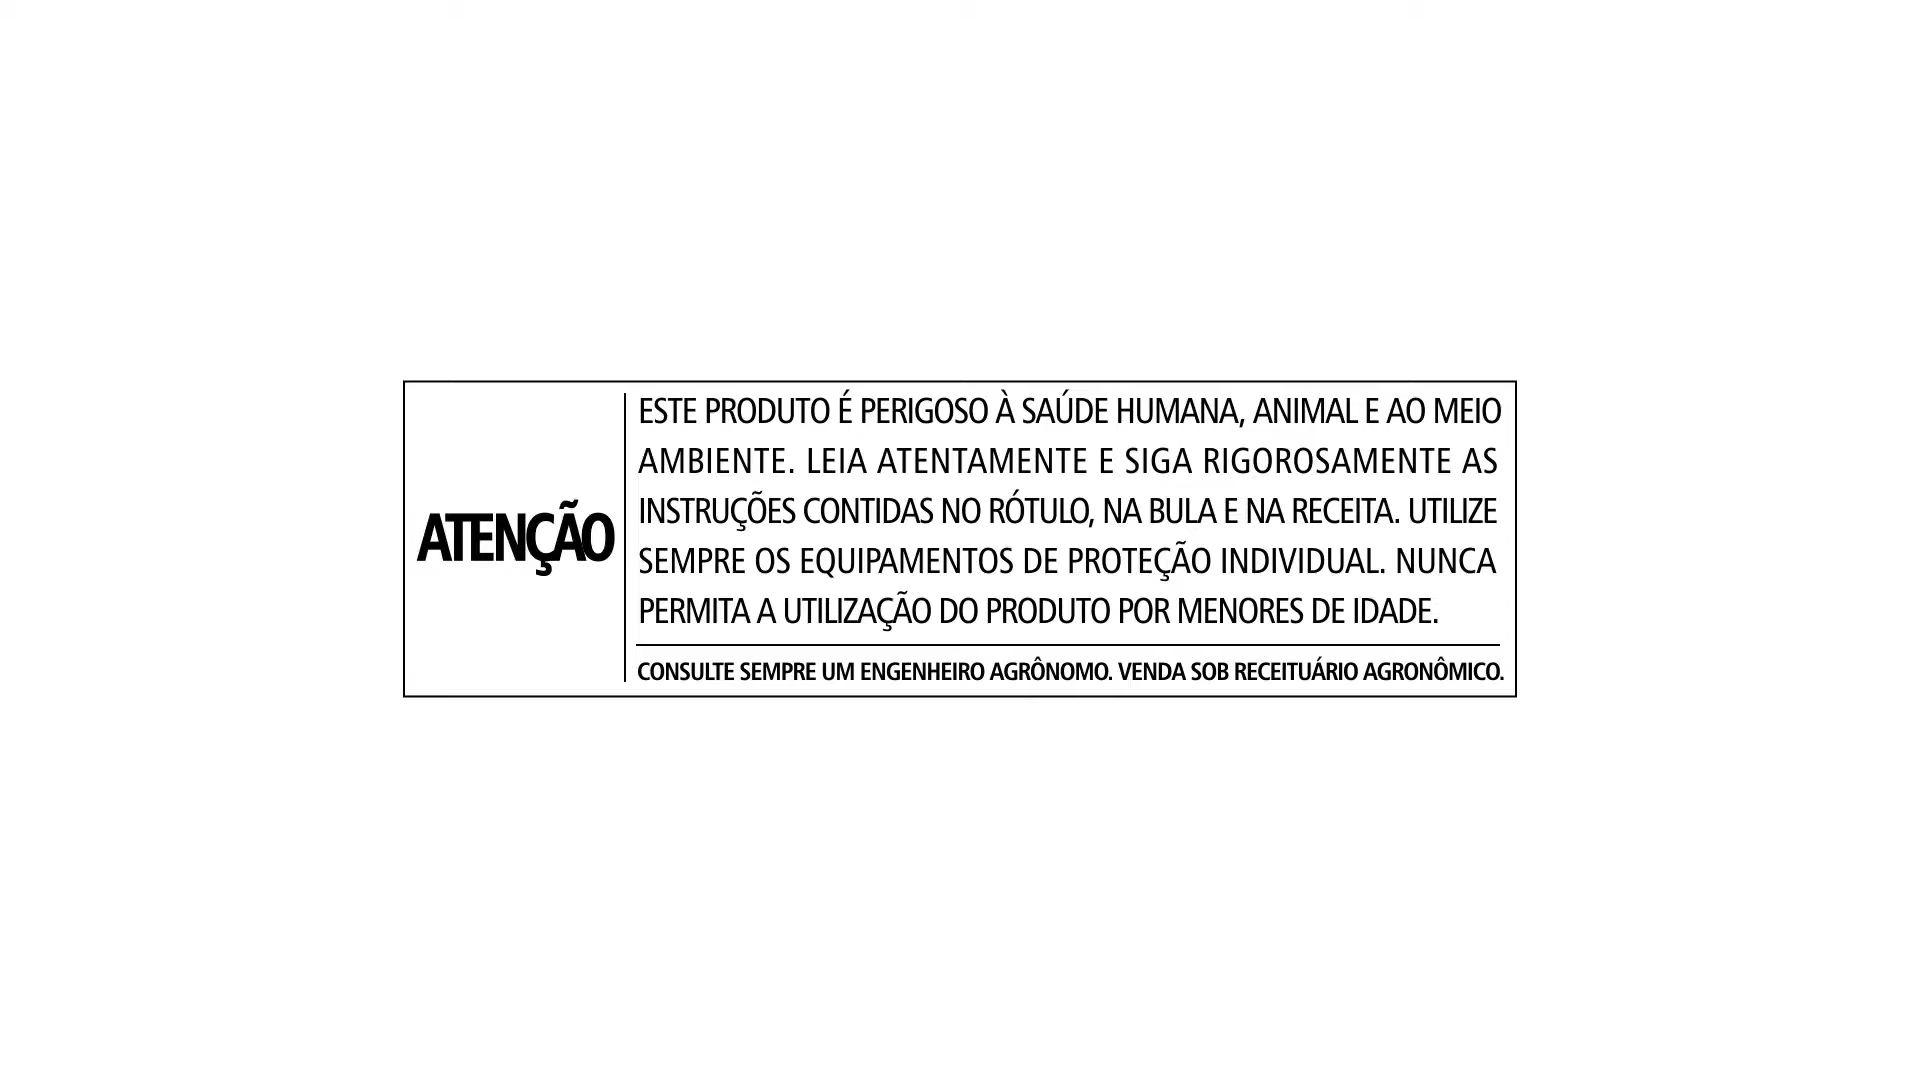 ATENÇÃO
ESTE PRODUTO É PERIGOSO À SAÚDE HUMANA, ANIMAL E AO MEIO
AMBIENTE. LEIA ATENTAMENTE E SIGA RIGOROSAMENTE AS
INSTRUÇÕES CONTIDAS NO RÓTULO, NA BULA E NA RECEITA. UTILIZE
SEMPRE OS EQUIPAMENTOS DE PROTEÇÃO INDIVIDUAL. NUNCA
PERMITA A UTILIZAÇÃO DO PRODUTO POR MENORES DE IDADE.
CONSULTE SEMPRE UM ENGENHEIRO AGRÔNOMO. VENDA SOB RECEITUÁRIO AGRONÔMICO.